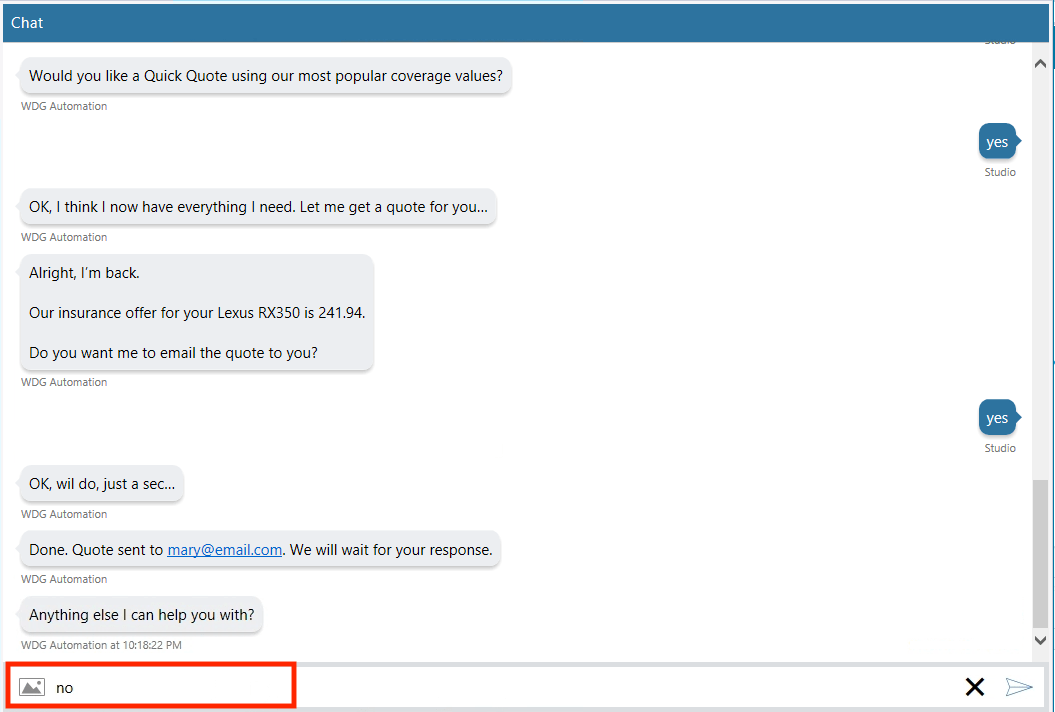 Chat
Studio
Would you like a Quick Quote using our most popular coverage values?
WDG Automation
yes
Studio
OK, I think I now have everything I need. Let me get a quote for you...
WDG Automation
Alright, I'm back.
Our insurance offer for your Lexus RX350 is 241.94.
Do you want me to email the quote to you?
WDG Automation
yes
Studio
OK, wil do, just a sec...
WDG Automation
Done. Quote sent to mary@email.com. We will wait for your response.
WDG Automation
Anything else I can help you with?
WDG Automation at 10:18:22 PM
no